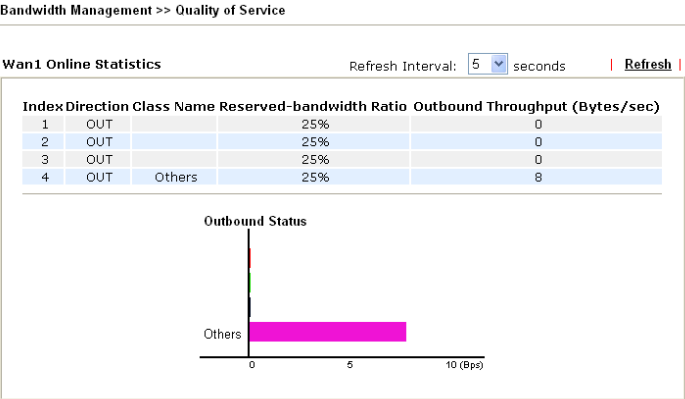 Bandwidth Management >> Quality of Service
Wan1 Online Statistics Refresh Interval: 5 seconds | Refresh |
Index Direction Class Name Reserved-bandwidth Ratio Outbound Throughput (Bytes/sec)
1 OUT 25% 0
2 OUT 25% 0
3 OUT 25% 0
4 OUT Others 25% 8
Outbound Status
Others
0 5 10 (Bps)